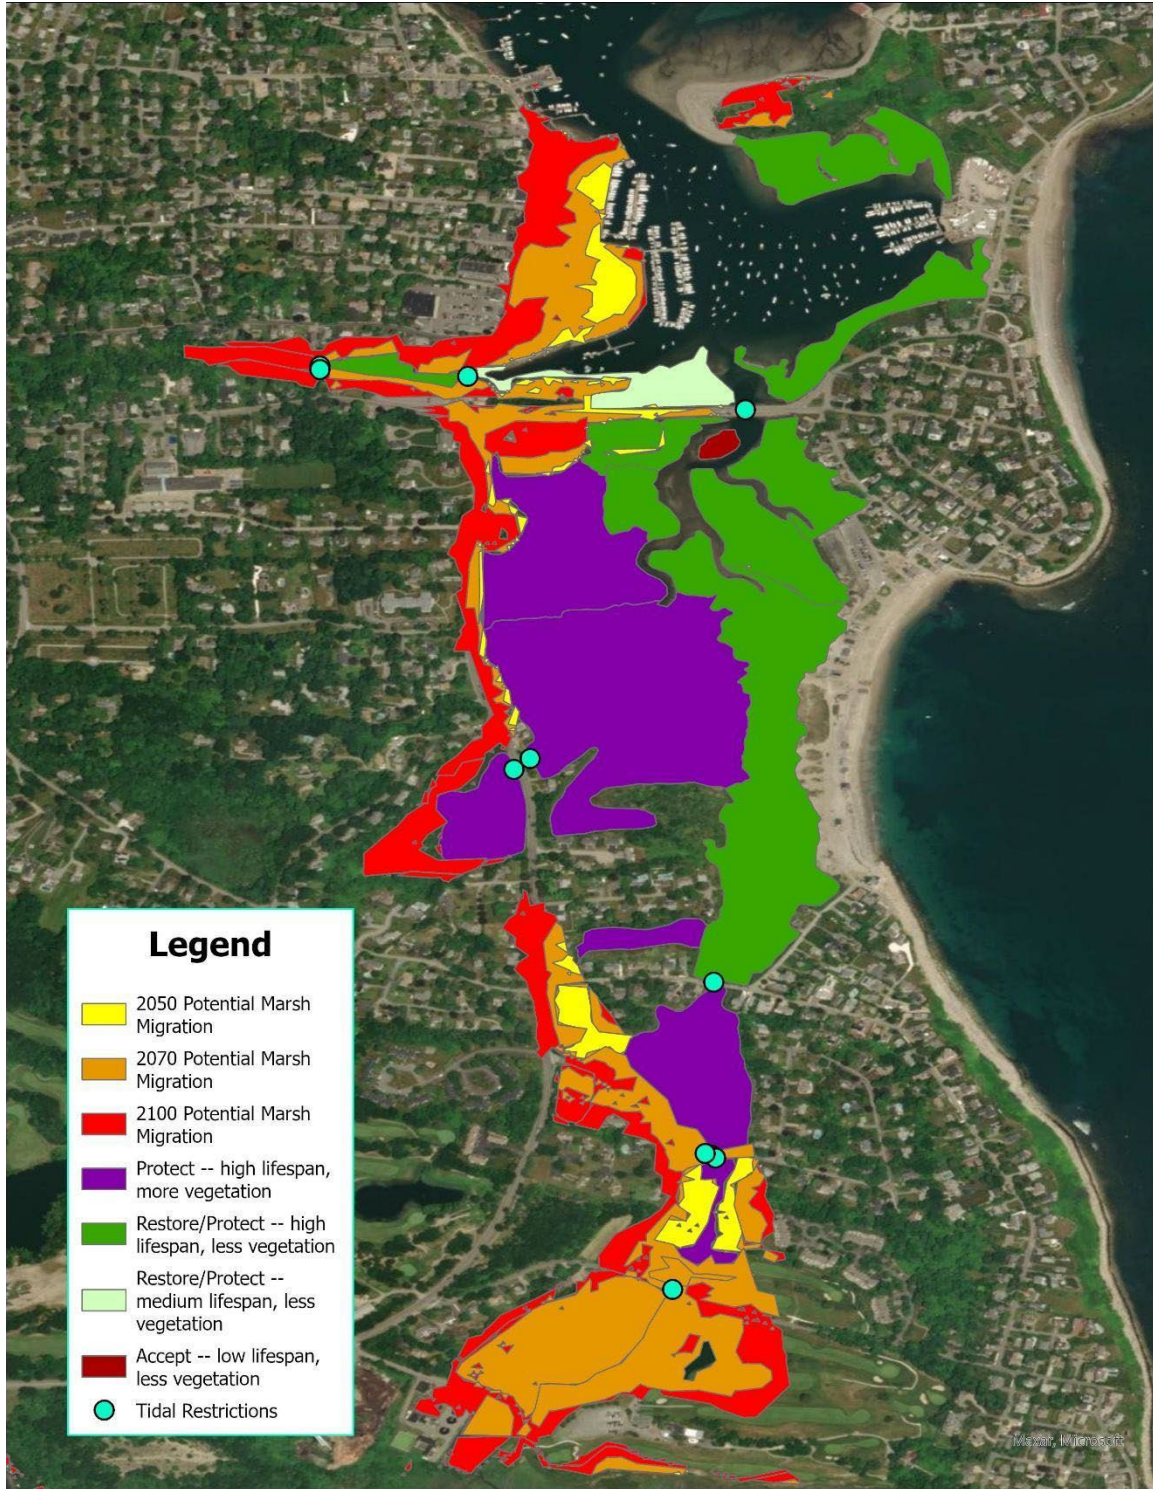 Legend
2050 Potential Marsh
Migration
2070 Potential Marsh
Migration
2100 Potential Marsh
Migration
Protect -- high lifespan,
more vegetation
Restore/Protect -- high
lifespan, less vegetation
Restore/Protect --
medium lifespan, less
vegetation
Accept -- low lifespan,
less vegetation
Tidal Restrictions
Maxar, Microsoft